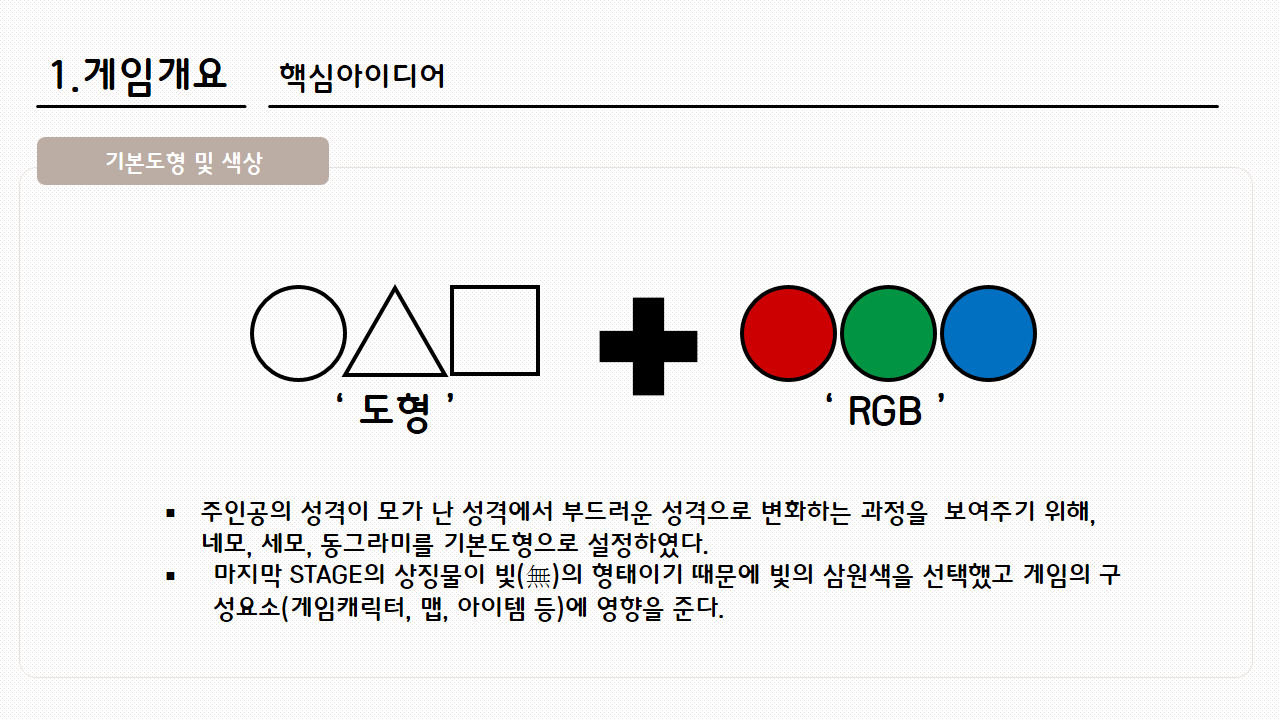 1.게임개요 핵심아이디어
기본도형 및 색상
‘ 도형 ’ ‘ RGB ’
▪ 주인공의 성격이 모가 난 성격에서 부드러운 성격으로 변화하는 과정을 보여주기 위해,
네모, 세모, 동그라미를 기본도형으로 설정하였다.
▪ 마지막 STAGE의 상징물이 빛(無)의 형태이기 때문에 빛의 삼원색을 선택했고 게임의 구
성요소(게임캐릭터, 맵, 아이템 등)에 영향을 준다.